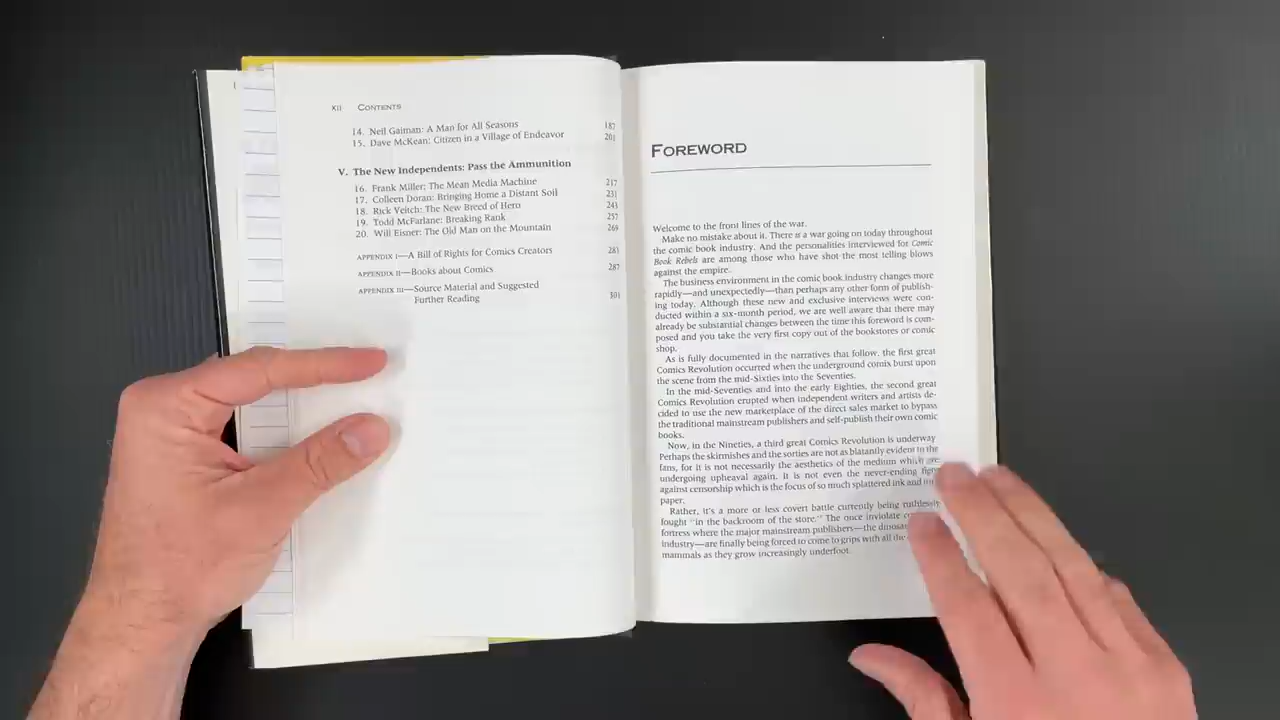 XII CONTENTS
14. Neil Gaiman: A Man for All Seasons 187
15. Dave McKean: Citizen in a Village of Endeavor 201
V. The New Independents: Pass the Ammunition
16. Frank Miller: The Mean Media Machine 217
17. Colleen Doran: Bringing Home a Distant Soil 231
18. Rick Veitch: The New Breed of Hero 243
19. Todd McFarlane: Breaking Rank 257
20. Will Eisner: The Old Man on the Mountain 269
APPENDIX I—A Bill of Rights for Comics Creators 283
APPENDIX II—Books about Comics 287
APPENDIX III—Source Material and Suggested
Further Reading 301
FOREWORD
Welcome to the front lines of the war.
Make no mistake about it. There is a war going on today throughout
the comic book industry. And the personalities interviewed for Comic
Book Rebels are among those who have shot the most telling blows
against the empire.
The business environment in the comic book industry changes more
rapidly—and unexpectedly—than perhaps any other form of publish-
ing today. Although these new and exclusive interviews were con-
ducted within a six-month period, we are well aware that there may
already be substantial changes between the time this foreword is com-
posed and you take the very first copy out of the bookstores or comic
shop.
As is fully documented in the narratives that follow, the first great
Comics Revolution occurred when the underground comix burst upon
the scene from the mid-Sixties into the Seventies.
In the mid-Seventies and into the early Eighties, the second great
Comics Revolution erupted when independent writers and artists de-
cided to use the new marketplace of the direct sales market to bypass
the traditional mainstream publishers and self-publish their own comic
books.
Now, in the Nineties, a third great Comics Revolution is underway
Perhaps the skirmishes and the sorties are not as blatantly evident to the
fans, for it is not necessarily the aesthetics of the medium which are
undergoing upheaval again. It is not even the never-ending fight
against censorship which is the focus of so much splattered ink and
paper.
Rather, it's a more or less covert battle currently being ruthlessly
fought "in the backroom of the store." The once inviolate
fortress where the major mainstream publishers—the
industry—are finally being forced to come to grips with all the
mammals as they grow increasingly underfoot.